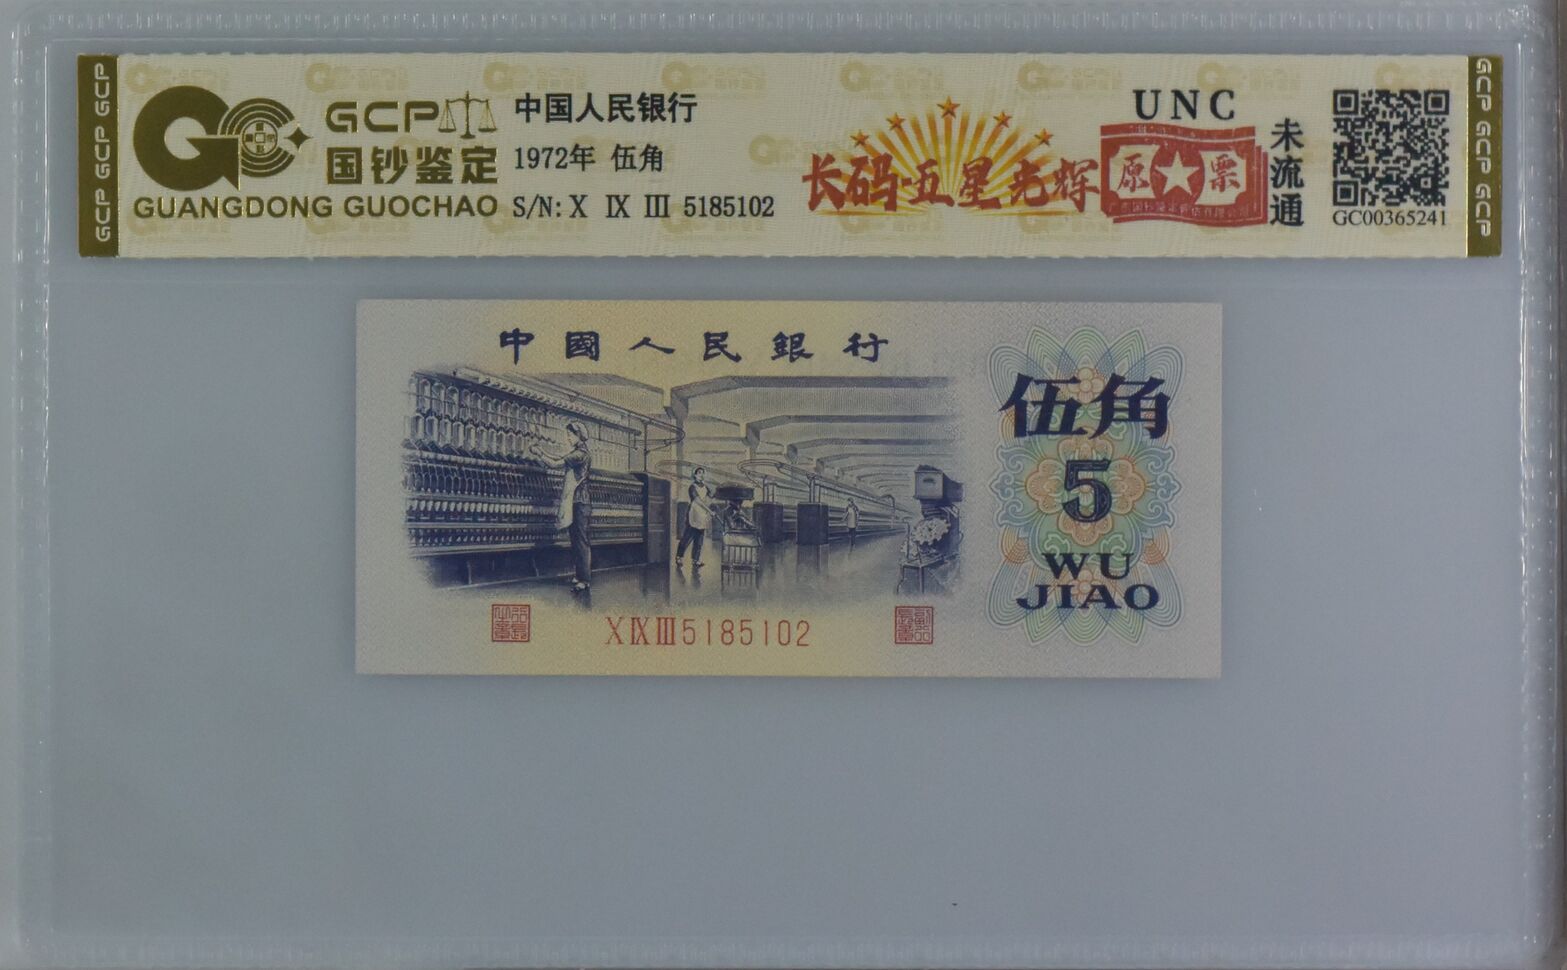 GCP GCP GCP
GCP
国钞鉴定
GUANGDONG GUOCHAO
中国人民银行
1972年 伍角
S/N: X IX III 5185102
长码·五星光辉
UNC
原票
未流通
GC00365241
GCP GCP GCP
中國人民銀行
伍角
5
WU
JIAO
X IX III 5185102